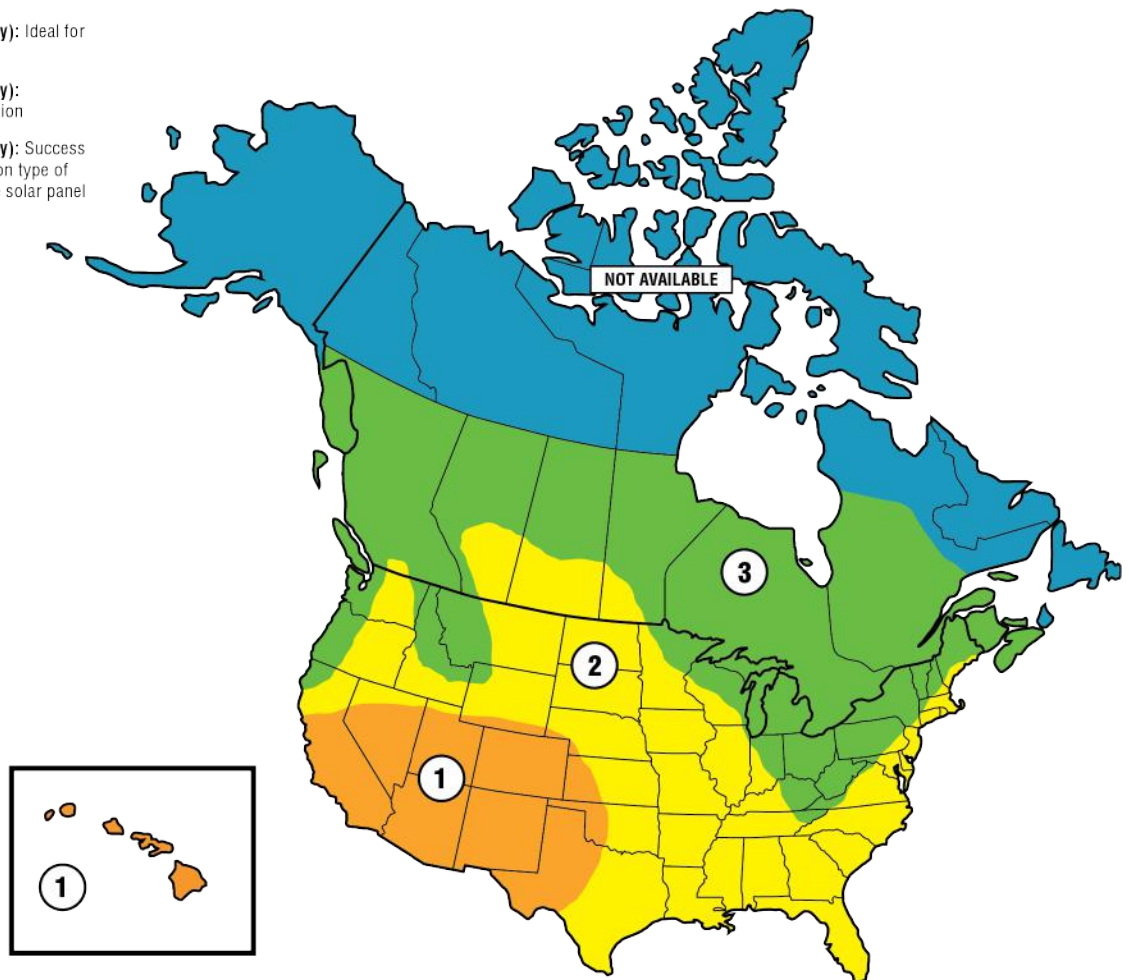 y): Ideal for
y):
ion
y): Success
on type of
solar panel
NOT AVAILABLE
3
2
1
1